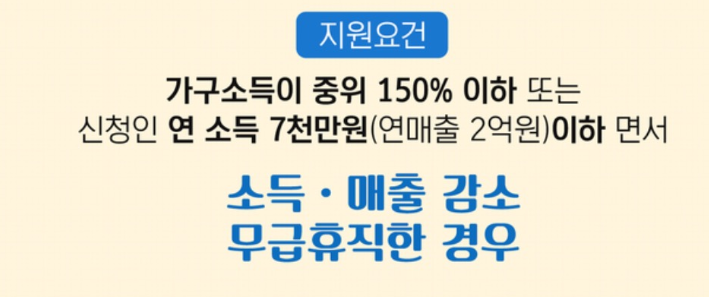 지원요건
가구소득이 중위 150% 이하 또는
신청인 연 소득 7천만원(연매출 2억원)이하 면서
소득·매출 감소
무급휴직한 경우